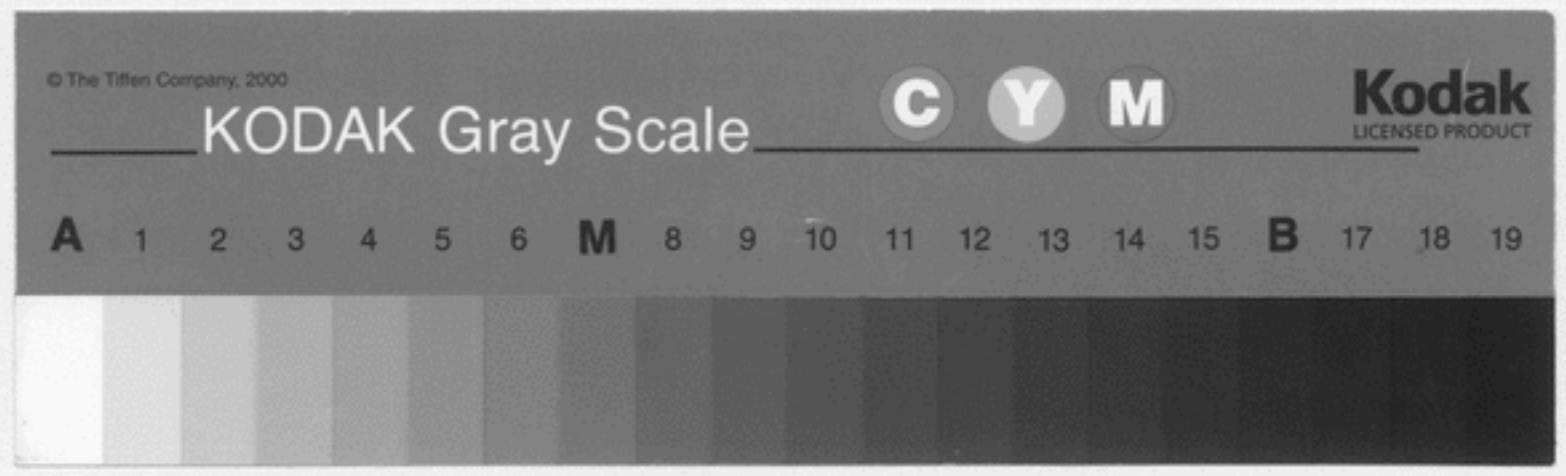 © The Tiffen Company, 2000
KODAK Gray Scale
C Y M
Kodak
LICENSED PRODUCT
A 1 2 3 4 5 6 M 8 9 10 11 12 13 14 15 B 17 18 19